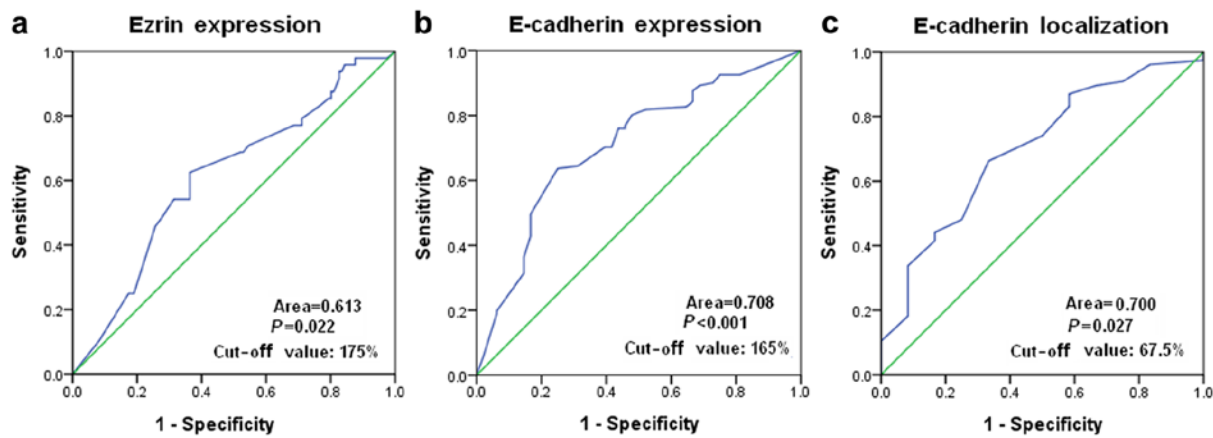 a Ezrin expression
1.0
0.8
0.6
0.4
0.2
0.0
Sensitivity
Area=0.613
P=0.022
Cut-off value: 175%
0.0 0.2 0.4 0.6 0.8 1.0
1 - Specificity
b E-cadherin expression
1.0
0.8
0.6
0.4
0.2
0.0
Sensitivity
Area=0.708
P<0.001
Cut-off value: 165%
0.0 0.2 0.4 0.6 0.8 1.0
1 - Specificity
c E-cadherin localization
1.0
0.8
0.6
0.4
0.2
0.0
Sensitivity
Area=0.700
P=0.027
Cut-off value: 67.5%
0.0 0.2 0.4 0.6 0.8 1.0
1 - Specificity